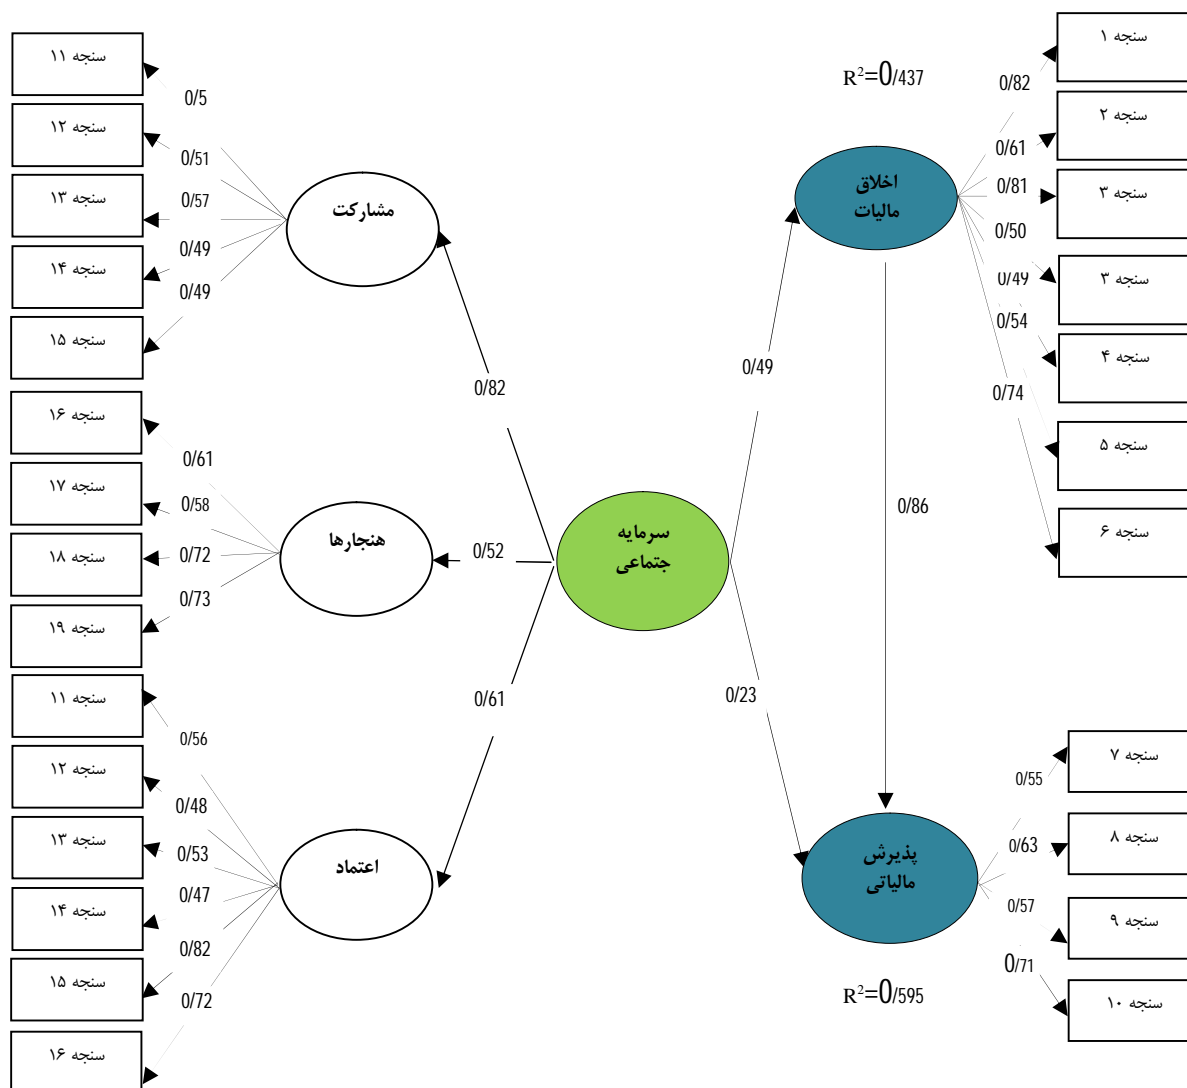 سنجه ۱۱
سنجه ۱۲
سنجه ۱۳
سنجه ۱۴
سنجه ۱۵
0/5
0/51
0/57
0/49
0/49
مشارکت
سنجه ۱۶
سنجه ۱۷
سنجه ۱۸
سنجه ۱۹
0/61
0/58
0/72
0/73
هنجارها
سنجه ۱۱
سنجه ۱۲
سنجه ۱۳
سنجه ۱۴
سنجه ۱۵
سنجه ۱۶
0/56
0/48
0/53
0/47
0/82
0/72
اعتماد
0/82
0/52
0/61
سرمایه
جتماعی
0/49
0/23
0/86
R²=0/437
اخلاق
مالیات
0/82
0/61
0/81
0/50
0/49
0/54
0/74
سنجه ۱
سنجه ۲
سنجه ۳
سنجه ۳
سنجه ۴
سنجه ۵
سنجه ۶
پذیرش
مالیاتی
R²=0/595
0/55
0/63
0/57
0/71
سنجه ۷
سنجه ۸
سنجه ۹
سنجه ۱۰